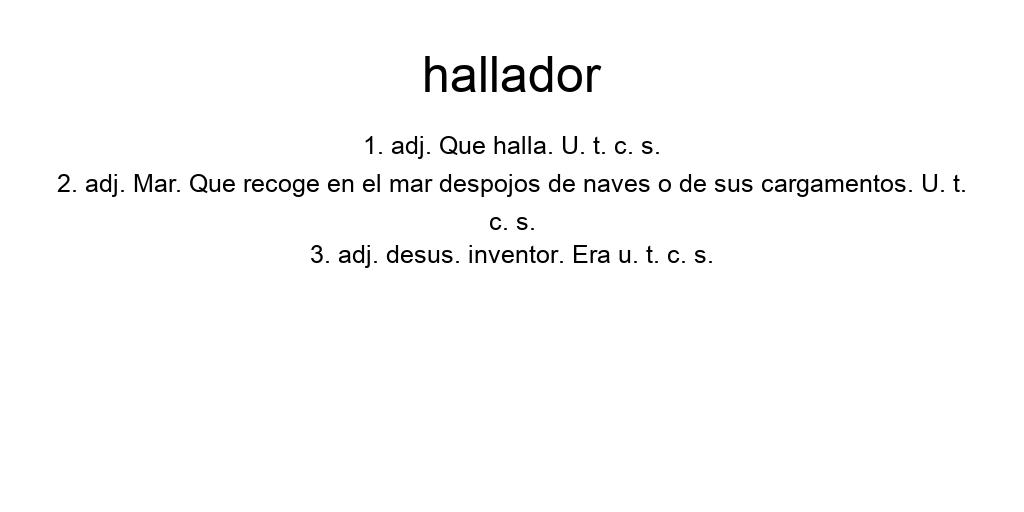 hallador
1. adj. Que halla. U. t. c. s.
2. adj. Mar. Que recoge en el mar despojos de naves o de sus cargamentos. U. t.
c. s.
3. adj. desus. inventor. Era u. t. c. s.